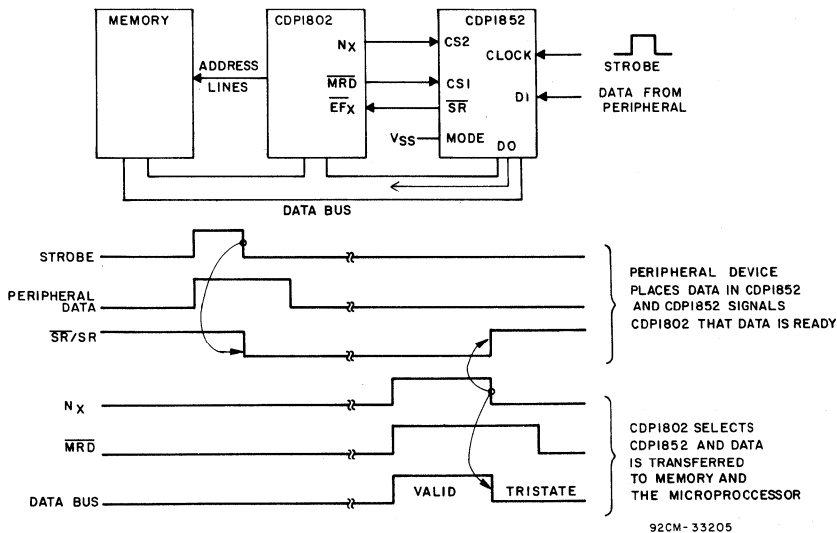 MEMORY
CDP1802
CDP1852
NX
CS2
CLOCK
STROBE
ADDRESS
LINES
MRD
CS1
DI
DATA FROM
PERIPHERAL
EFX
SR
VSS
MODE
DO
DATA BUS
STROBE
PERIPHERAL
DATA
SR/SR
PERIPHERAL DEVICE
PLACES DATA IN CDP1852
AND CDP1852 SIGNALS
CDP1802 THAT DATA IS READY
NX
MRD
DATA BUS
VALID
TRISTATE
CDP1802 SELECTS
CDP1852 AND DATA
IS TRANSFERRED
TO MEMORY AND
THE MICROPROCCESSOR
92CM-33205